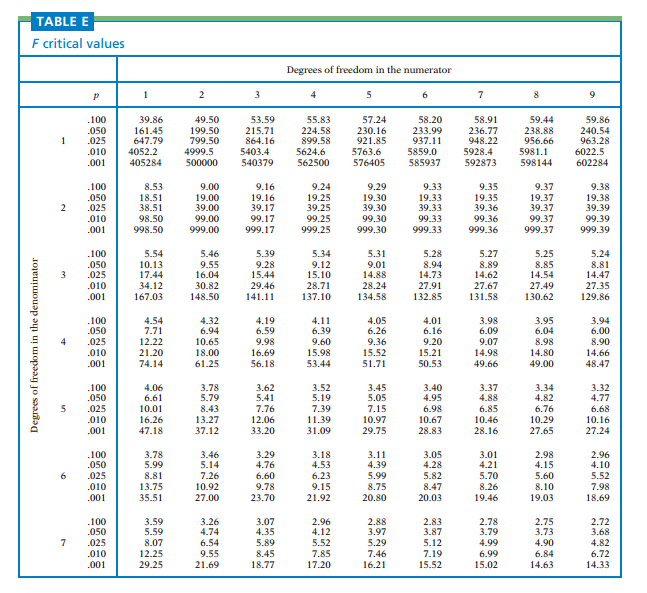 TABLE E
F critical values
Degrees of freedom in the numerator
p 1 2 3 4 5 6 7 8 9
Degrees of freedom in the denominator
.100 39.86 49.50 53.59 55.83 57.24 58.20 58.91 59.44 59.86
.050 161.45 199.50 215.71 224.58 230.16 233.99 236.77 238.88 240.54
1 .025 647.79 799.50 864.16 899.58 921.85 937.11 948.22 956.66 963.28
.010 4052.2 4999.5 5403.4 5624.6 5763.6 5859.0 5928.4 5981.1 6022.5
.001 405284 500000 540379 562500 576405 585937 592873 598144 602284
.100 8.53 9.00 9.16 9.24 9.29 9.33 9.35 9.37 9.38
.050 18.51 19.00 19.16 19.25 19.30 19.33 19.35 19.37 19.38
2 .025 38.51 39.00 39.17 39.25 39.30 39.33 39.36 39.37 39.39
.010 98.50 99.00 99.17 99.25 99.30 99.33 99.36 99.37 99.39
.001 998.50 999.00 999.17 999.25 999.30 999.33 999.36 999.37 999.39
.100 5.54 5.46 5.39 5.34 5.31 5.28 5.27 5.25 5.24
.050 10.13 9.55 9.28 9.12 9.01 8.94 8.89 8.85 8.81
3 .025 17.44 16.04 15.44 15.10 14.88 14.73 14.62 14.54 14.47
.010 34.12 30.82 29.46 28.71 28.24 27.91 27.67 27.49 27.35
.001 167.03 148.50 141.11 137.10 134.58 132.85 131.58 130.62 129.86
.100 4.54 4.32 4.19 4.11 4.05 4.01 3.98 3.95 3.94
.050 7.71 6.94 6.59 6.39 6.26 6.16 6.09 6.04 6.00
4 .025 12.22 10.65 9.98 9.60 9.36 9.20 9.07 8.98 8.90
.010 21.20 18.00 16.69 15.98 15.52 15.21 14.98 14.80 14.66
.001 74.14 61.25 56.18 53.44 51.71 50.53 49.66 49.00 48.47
.100 4.06 3.78 3.62 3.52 3.45 3.40 3.37 3.34 3.32
.050 6.61 5.79 5.41 5.19 5.05 4.95 4.88 4.82 4.77
5 .025 10.01 8.43 7.76 7.39 7.15 6.98 6.85 6.76 6.68
.010 16.26 13.27 12.06 11.39 10.97 10.67 10.46 10.29 10.16
.001 47.18 37.12 33.20 31.09 29.75 28.83 28.16 27.65 27.24
.100 3.78 3.46 3.29 3.18 3.11 3.05 3.01 2.98 2.96
.050 5.99 5.14 4.76 4.53 4.39 4.28 4.21 4.15 4.10
6 .025 8.81 7.26 6.60 6.23 5.99 5.82 5.70 5.60 5.52
.010 13.75 10.92 9.78 9.15 8.75 8.47 8.26 8.10 7.98
.001 35.51 27.00 23.70 21.92 20.80 20.03 19.46 19.03 18.69
.100 3.59 3.26 3.07 2.96 2.88 2.83 2.78 2.75 2.72
.050 5.59 4.74 4.35 4.12 3.97 3.87 3.79 3.73 3.68
7 .025 8.07 6.54 5.89 5.52 5.29 5.12 4.99 4.90 4.82
.010 12.25 9.55 8.45 7.85 7.46 7.19 6.99 6.84 6.72
.001 29.25 21.69 18.77 17.20 16.21 15.52 15.02 14.63 14.33